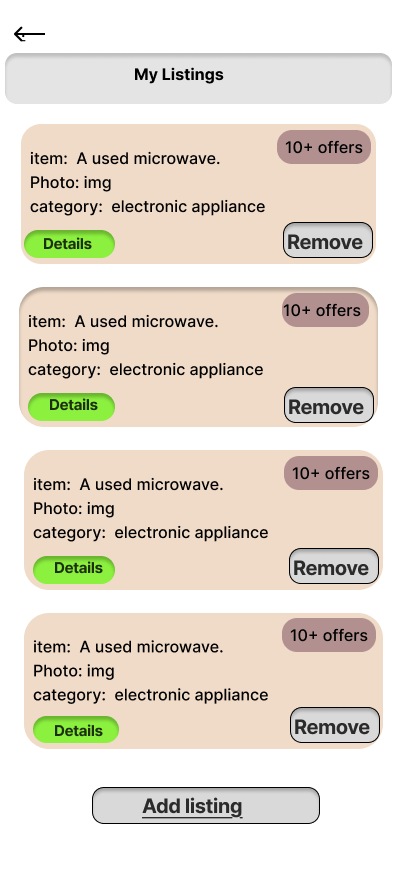 My Listings
10+ offers
item:  A used microwave.
Photo: img
category:  electronic appliance
Details
Remove
10+ offers
item:  A used microwave.
Photo: img
category:  electronic appliance
Details
Remove
10+ offers
item:  A used microwave.
Photo: img
category:  electronic appliance
Details
Remove
10+ offers
item:  A used microwave.
Photo: img
category:  electronic appliance
Details
Remove
Add listing